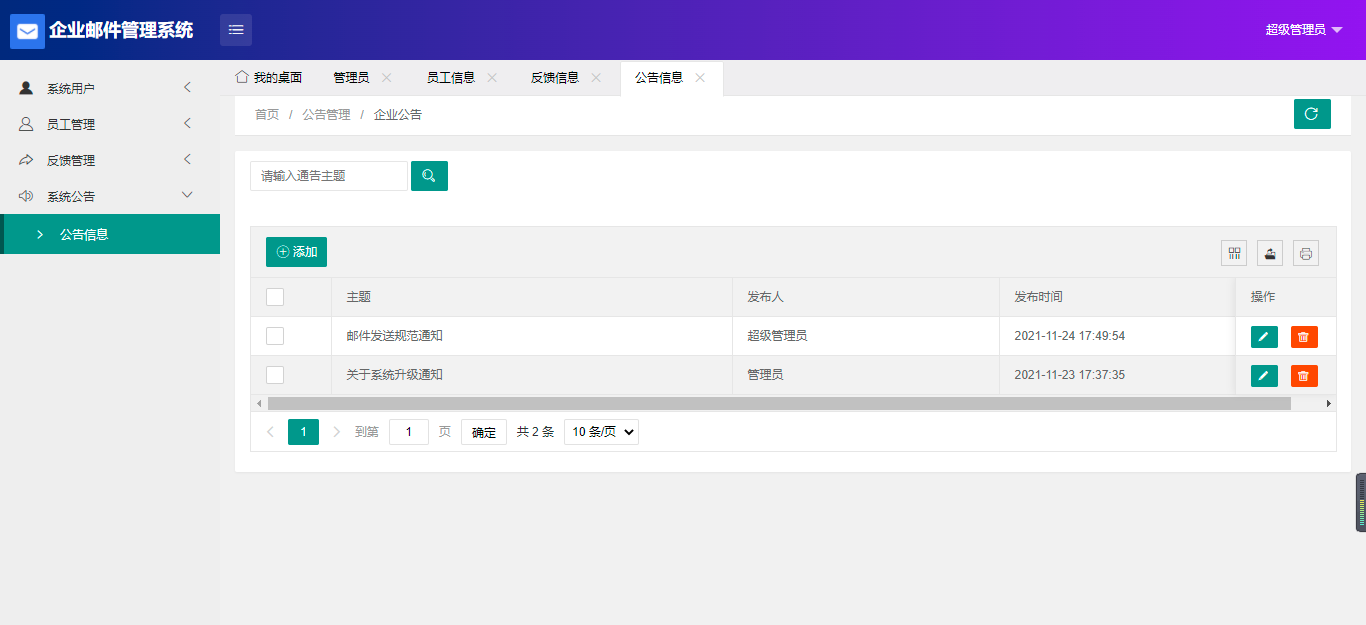 企业邮件管理系统
超级管理员
系统用户
员工管理
反馈管理
系统公告
公告信息
我的桌面 管理员 员工信息 反馈信息 公告信息
首页 / 公告管理 / 企业公告
请输入通告主题
添加
主题 发布人 发布时间 操作
邮件发送规范通知 超级管理员 2021-11-24 17:49:54
关于系统升级通知 管理员 2021-11-23 17:37:35
1 到第 1 页 确定 共 2 条 10 条/页